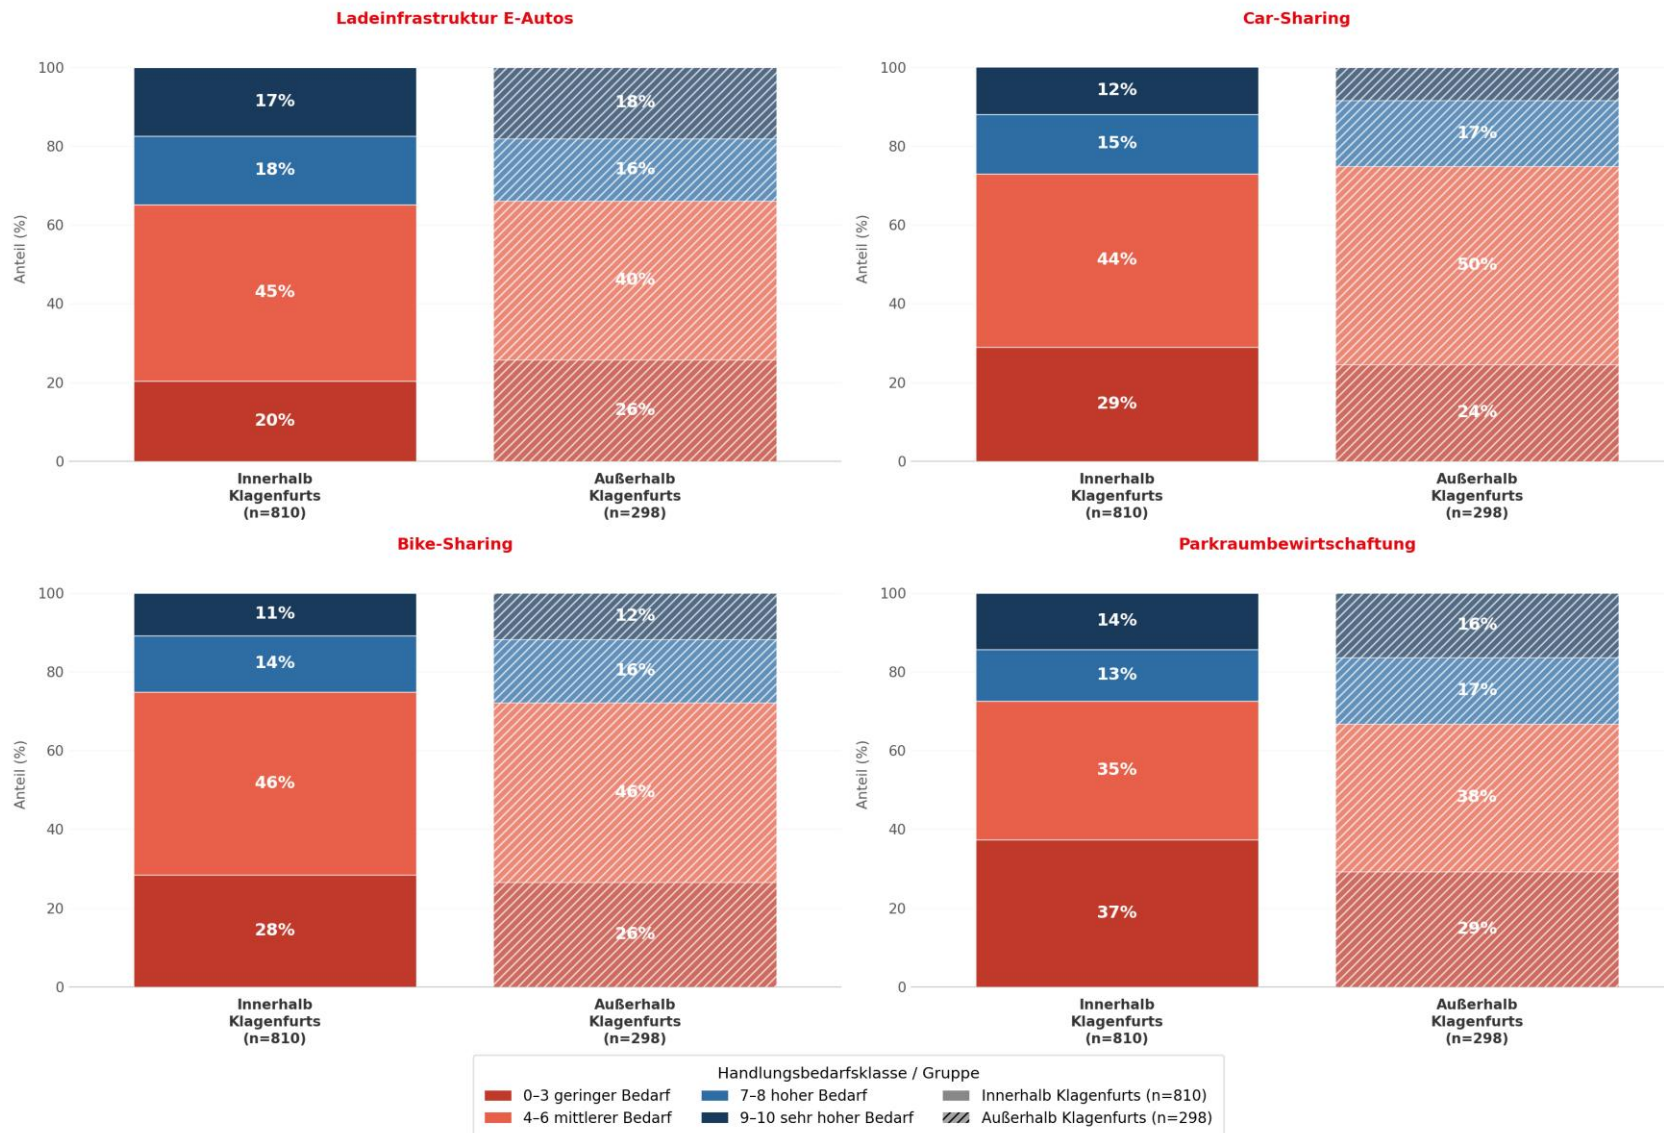 Ladeinfrastruktur E-Autos
Anteil (%)
100
80
60
40
20
0
17%
18%
45%
20%
18%
16%
40%
26%
Innerhalb
Klagenfurts
(n=810)
Außerhalb
Klagenfurts
(n=298)
Car-Sharing
Anteil (%)
100
80
60
40
20
0
12%
15%
44%
29%
17%
50%
24%
Innerhalb
Klagenfurts
(n=810)
Außerhalb
Klagenfurts
(n=298)
Bike-Sharing
Anteil (%)
100
80
60
40
20
0
11%
14%
46%
28%
12%
16%
46%
26%
Innerhalb
Klagenfurts
(n=810)
Außerhalb
Klagenfurts
(n=298)
Parkraumbewirtschaftung
Anteil (%)
100
80
60
40
20
0
14%
13%
35%
37%
16%
17%
38%
29%
Innerhalb
Klagenfurts
(n=810)
Außerhalb
Klagenfurts
(n=298)
Handlungsbedarfsklasse / Gruppe
0–3 geringer Bedarf
4–6 mittlerer Bedarf
7–8 hoher Bedarf
9–10 sehr hoher Bedarf
Innerhalb Klagenfurts (n=810)
Außerhalb Klagenfurts (n=298)